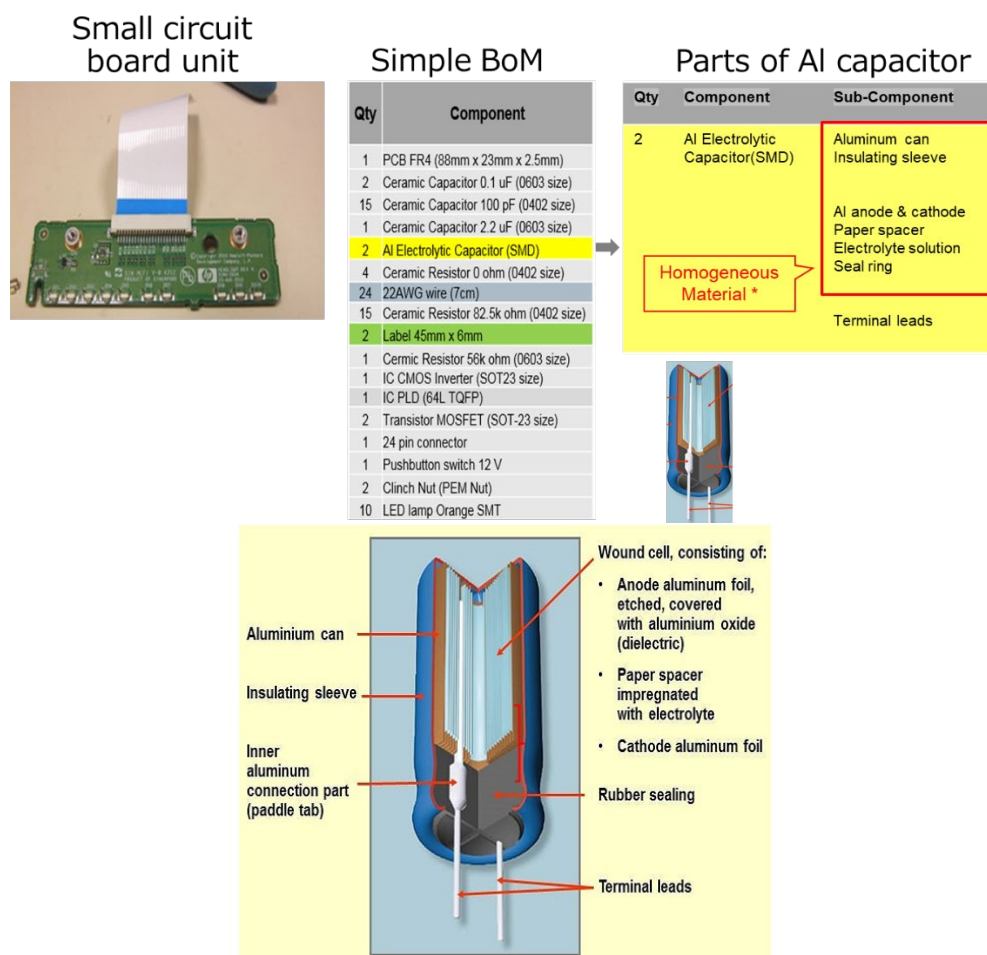 Small circuit
board unit
Simple BoM
Qty Component
1 PCB FR4 (88mm x 23mm x 2.5mm)
2 Ceramic Capacitor 0.1 uF (0603 size)
15 Ceramic Capacitor 100 pF (0402 size)
1 Ceramic Capacitor 2.2 uF (0603 size)
2 Al Electrolytic Capacitor (SMD)
4 Ceramic Resistor 0 ohm (0402 size)
24 22AWG wire (7cm)
15 Ceramic Resistor 82.5k ohm (0402 size)
2 Label 45mm x 6mm
1 Cermic Resistor 56k ohm (0603 size)
1 IC CMOS Inverter (SOT23 size)
1 IC PLD (64L TQFP)
2 Transistor MOSFET (SOT-23 size)
1 24 pin connector
1 Pushbutton switch 12 V
2 Clinch Nut (PEM Nut)
10 LED lamp Orange SMT
Parts of Al capacitor
Qty Component Sub-Component
2 Al Electrolytic Aluminum can
Capacitor(SMD) Insulating sleeve
Al anode & cathode
Paper spacer
Electrolyte solution
Seal ring
Homogeneous
Material *
Terminal leads
Aluminium can
Insulating sleeve
Inner
aluminum
connection part
(paddle tab)
Wound cell, consisting of:
• Anode aluminum foil,
etched, covered
with aluminium oxide
(dielectric)
• Paper spacer
impregnated
with electrolyte
• Cathode aluminum foil
Rubber sealing
Terminal leads